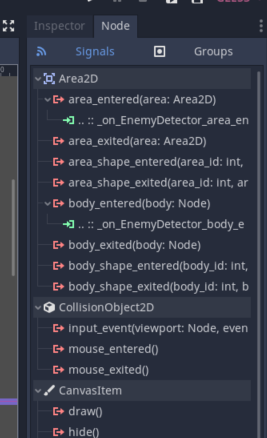 Inspector Node
Signals Groups
Area2D
area_entered(area: Area2D)
.. :: _on_EnemyDetector_area_en
area_exited(area: Area2D)
area_shape_entered(area_id: int,
area_shape_exited(area_id: int, ar
body_entered(body: Node)
.. :: _on_EnemyDetector_body_e
body_exited(body: Node)
body_shape_entered(body_id: int,
body_shape_exited(body_id: int, b
CollisionObject2D
input_event(viewport: Node, even
mouse_entered()
mouse_exited()
CanvasItem
draw()
hide()